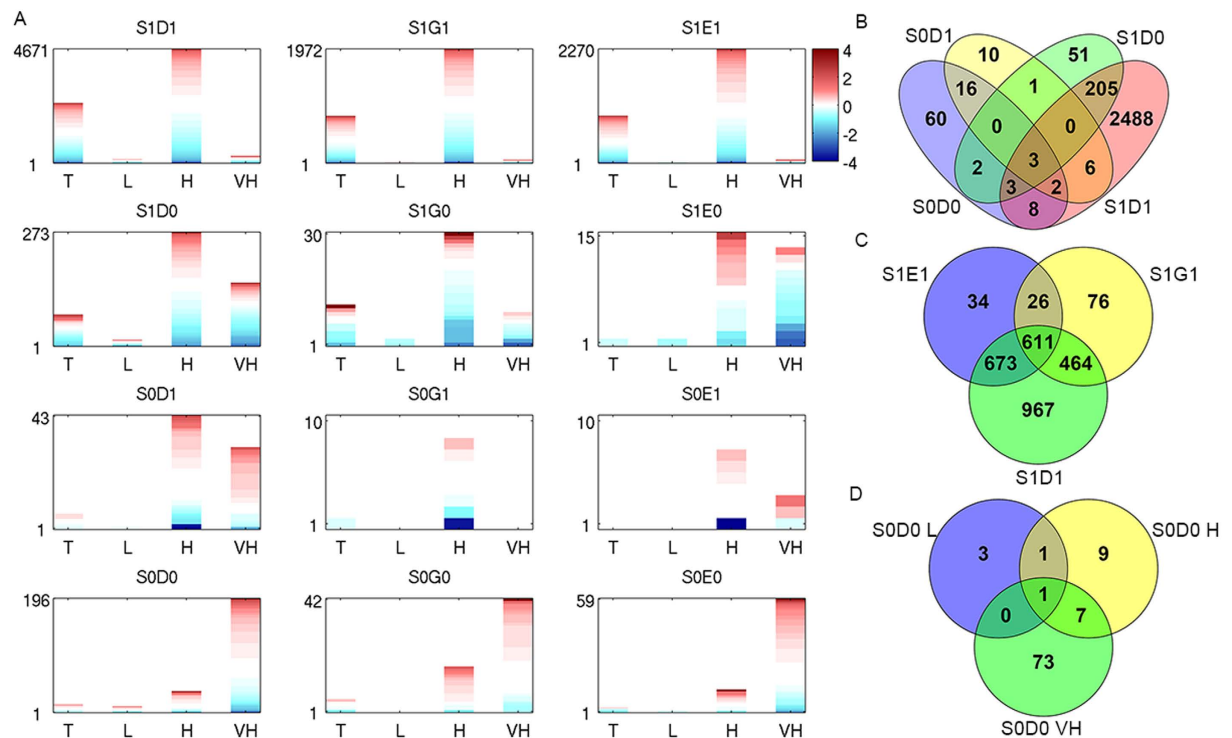 A
S1D1 S1G1 S1E1
4671 1972 2270
4
2
0
-2
-4
1 1 1
T L H VH T L H VH T L H VH
S1D0 S1G0 S1E0
273 30 15
1 1 1
T L H VH T L H VH T L H VH
S0D1 S0G1 S0E1
43 10 10
1 1 1
T L H VH T L H VH T L H VH
S0D0 S0G0 S0E0
196 42 59
1 1 1
T L H VH T L H VH T L H VH
B
S0D1 S1D0
10 51
16 1 205
60 0 0 2488
2 3 6
3 2
8
S0D0 S1D1
C
S1E1 S1G1
34 26 76
611
673 464
967
S1D1
D
S0D0 L S0D0 H
3 1 9
1
0 7
73
S0D0 VH